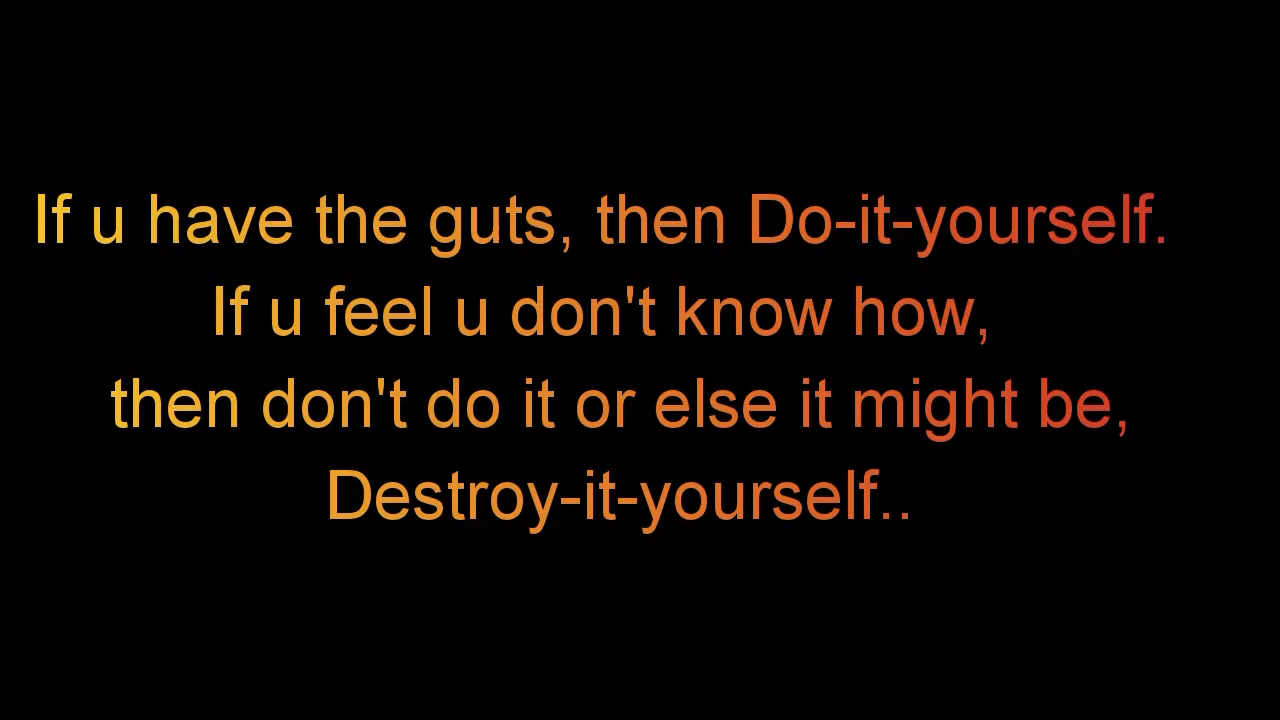 If u have the guts, then Do-it-yourself.
If u feel u don't know how,
then don't do it or else it might be,
Destroy-it-yourself..